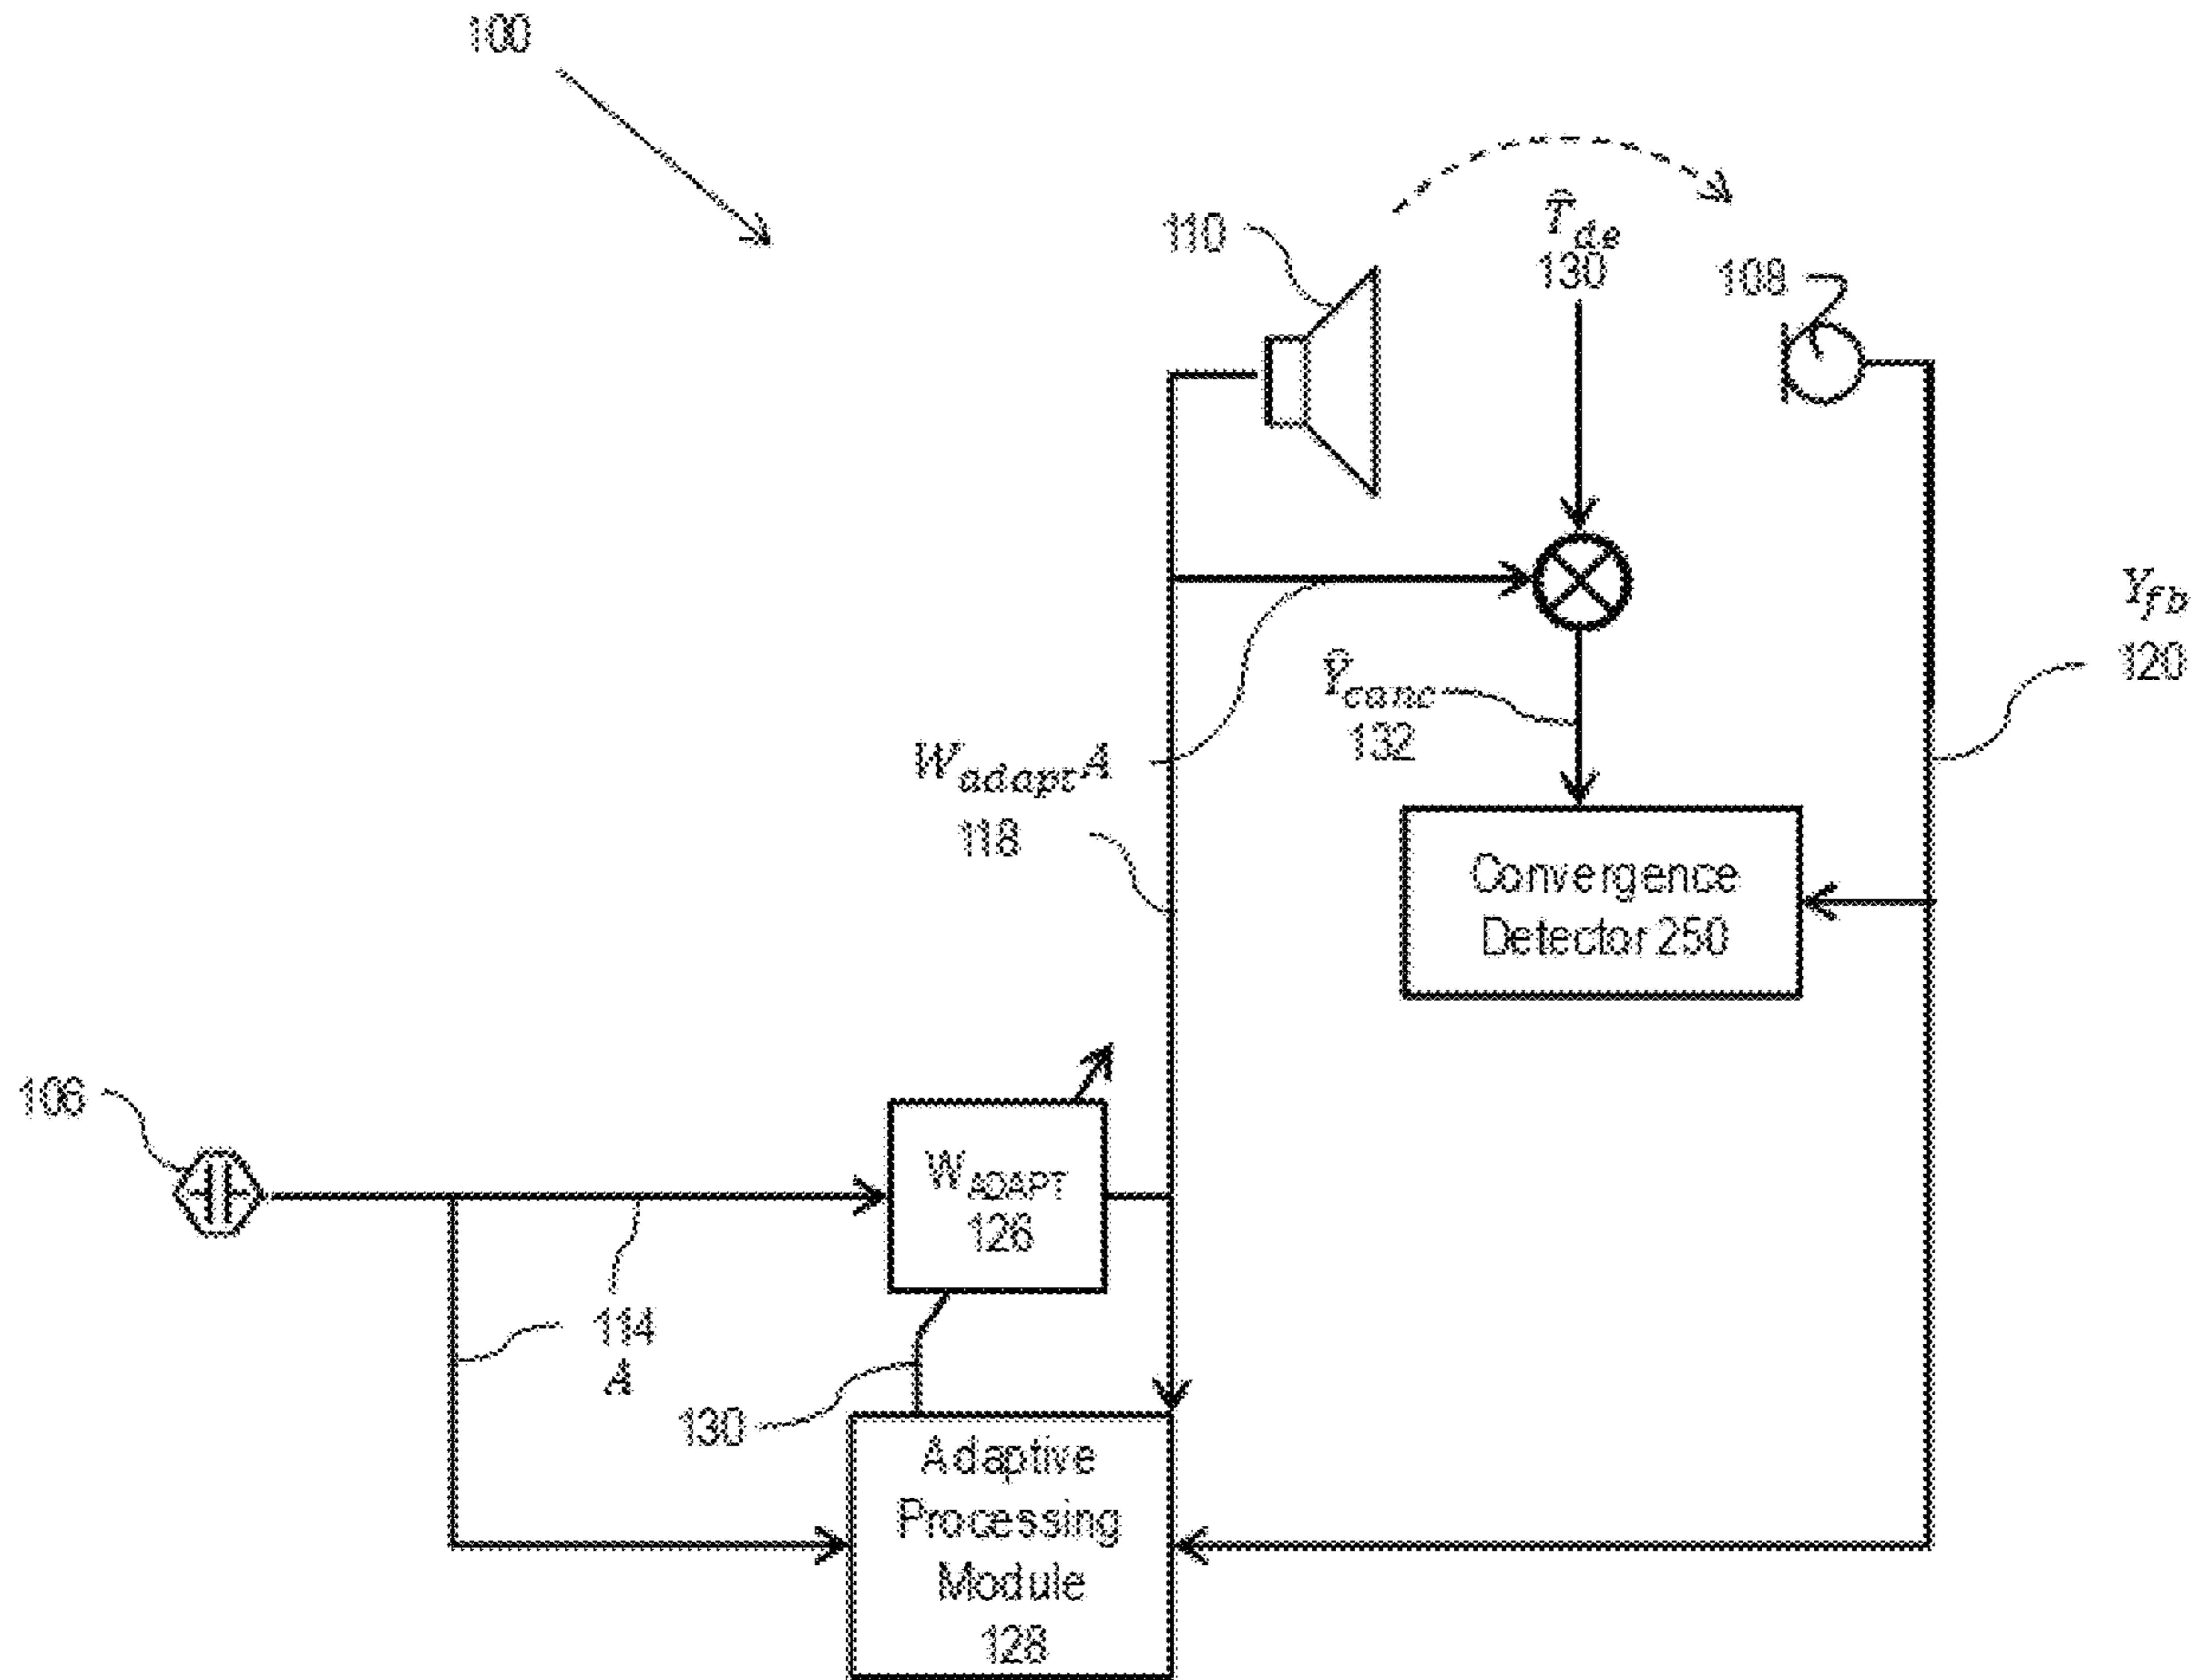 100
110
T̂de
130
108
Yfb
120
Ŷcanc
132
WadaptA
118
Convergence
Detector 250
106
WADAPT
126
114
A
130
Adaptive
Processing
Module
128